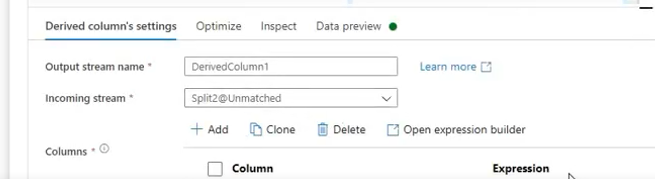 Derived column's settings Optimize Inspect Data preview
Output stream name * DerivedColumn1 Learn more
Incoming stream * Split2@Unmatched
+ Add Clone Delete Open expression builder
Columns *
Column Expression